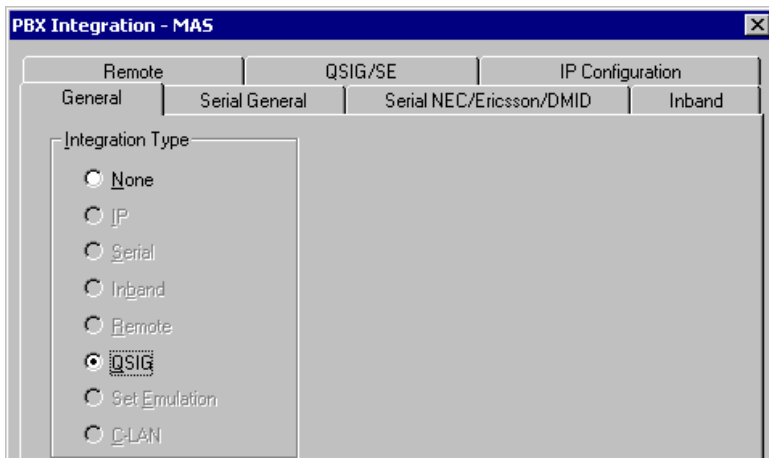 PBX Integration - MAS
Remote QSIG/SE IP Configuration
General Serial General Serial NEC/Ericsson/DMID Inband
Integration Type
None
IP
Serial
Inband
Remote
QSIG
Set Emulation
C-LAN